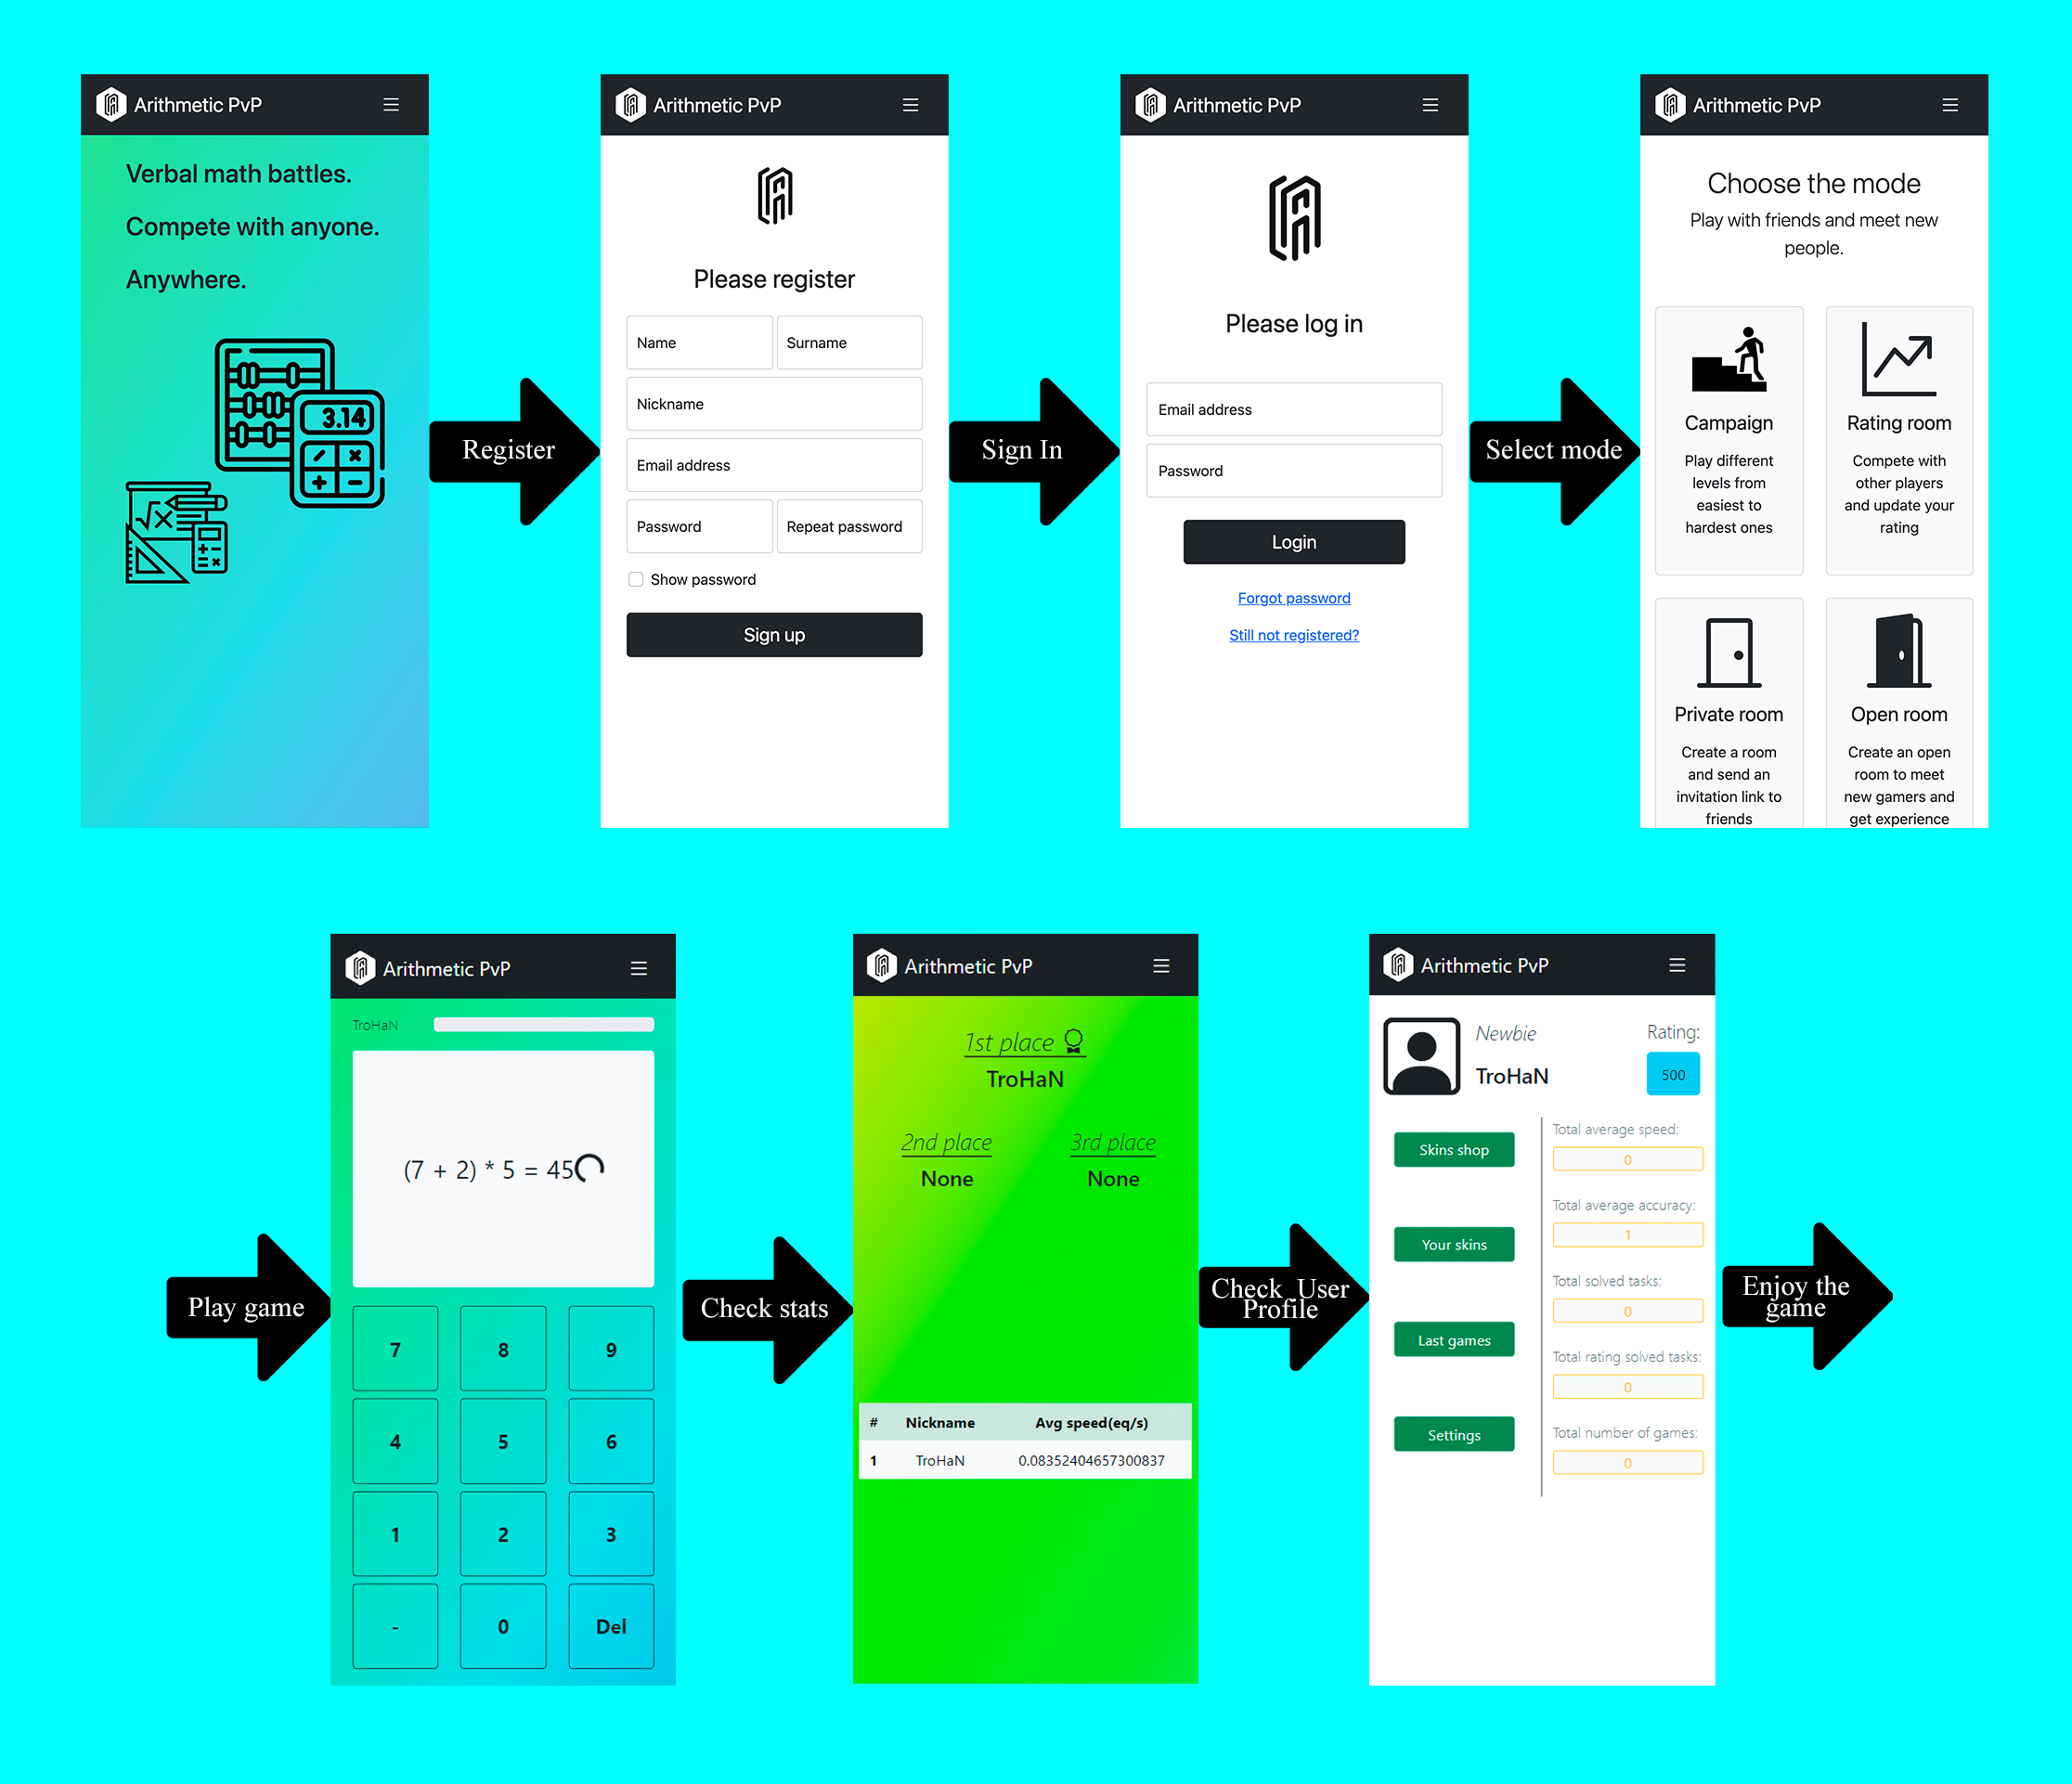 Arithmetic PvP
Verbal math battles.
Compete with anyone.
Anywhere.
3.14
Register
Arithmetic PvP
Please register
Name
Surname
Nickname
Email address
Password
Repeat password
Show password
Sign up
Sign In
Arithmetic PvP
Please log in
Email address
Password
Login
Forgot password
Still not registered?
Select mode
Arithmetic PvP
Choose the mode
Play with friends and meet new
people.
Campaign
Play different
levels from
easiest to
hardest ones
Rating room
Compete with
other players
and update your
rating
Private room
Create a room
and send an
invitation link to
friends
Open room
Create an open
room to meet
new gamers and
get experience
Play game
Arithmetic PvP
TroHaN
(7 + 2) * 5 = 45
7 8 9
4 5 6
1 2 3
- 0 Del
Check stats
Arithmetic PvP
1st place
TroHaN
2nd place
None
3rd place
None
# Nickname Avg speed(eq/s)
1 TroHaN 0.08352404657300837
Check User
Profile
Arithmetic PvP
Newbie
TroHaN
Rating:
500
Skins shop
Your skins
Last games
Settings
Total average speed:
0
Total average accuracy:
1
Total solved tasks:
0
Total rating solved tasks:
0
Total number of games:
0
Enjoy the
game